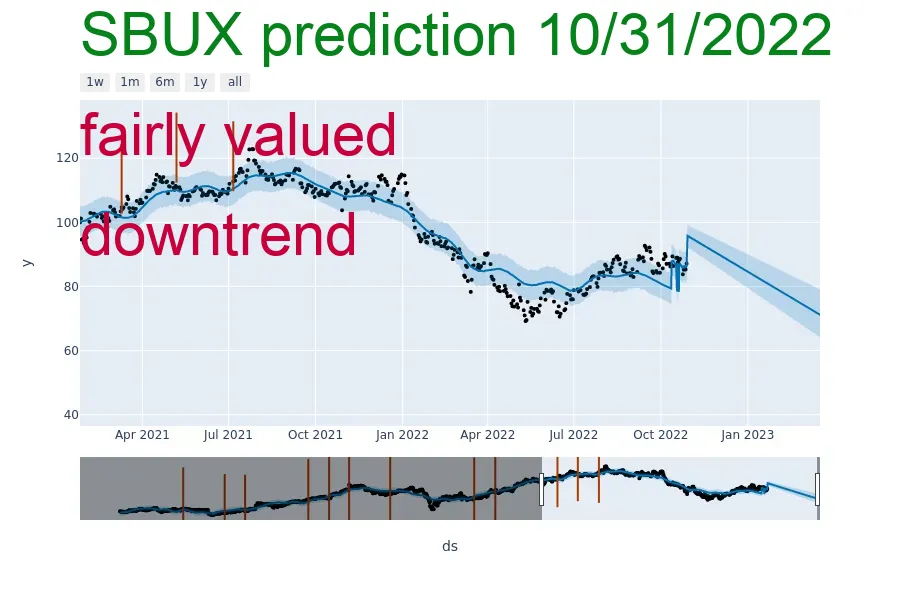 SBUX prediction 10/31/2022
1w 1m 6m 1y all
fairly valued
downtrend
120
100
80
60
40
y
Apr 2021 Jul 2021 Oct 2021 Jan 2022 Apr 2022 Jul 2022 Oct 2022 Jan 2023
ds